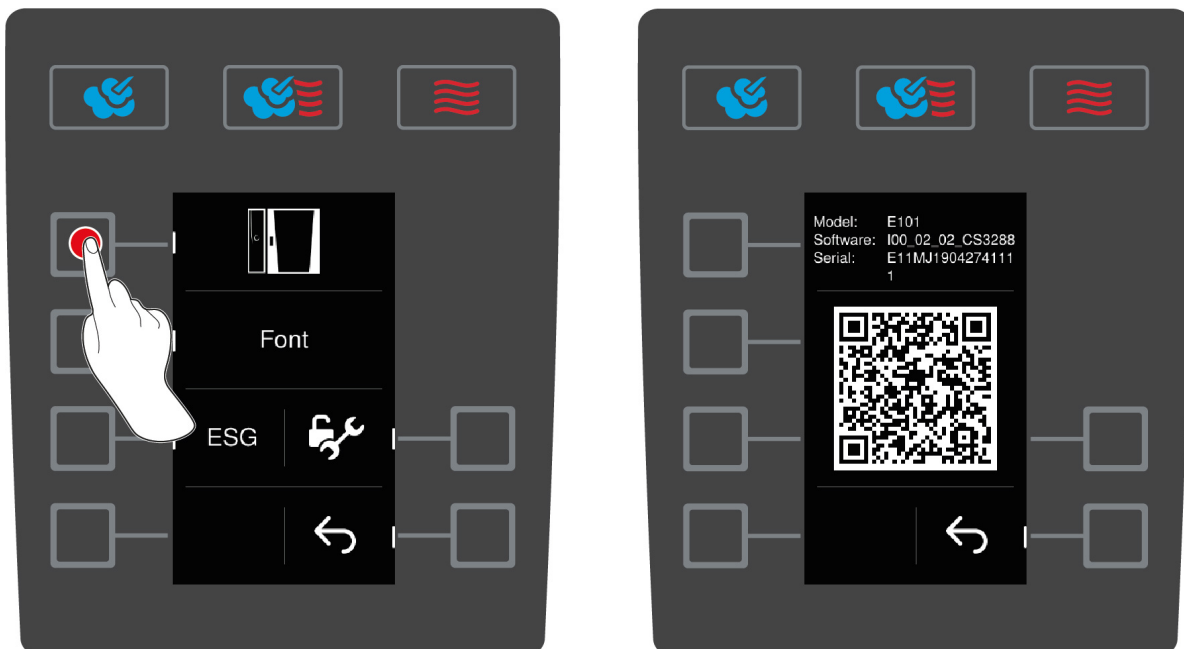 Font
ESG
Model: E101
Software: I00_02_02_CS3288
Serial: E11MJ1904274111
1